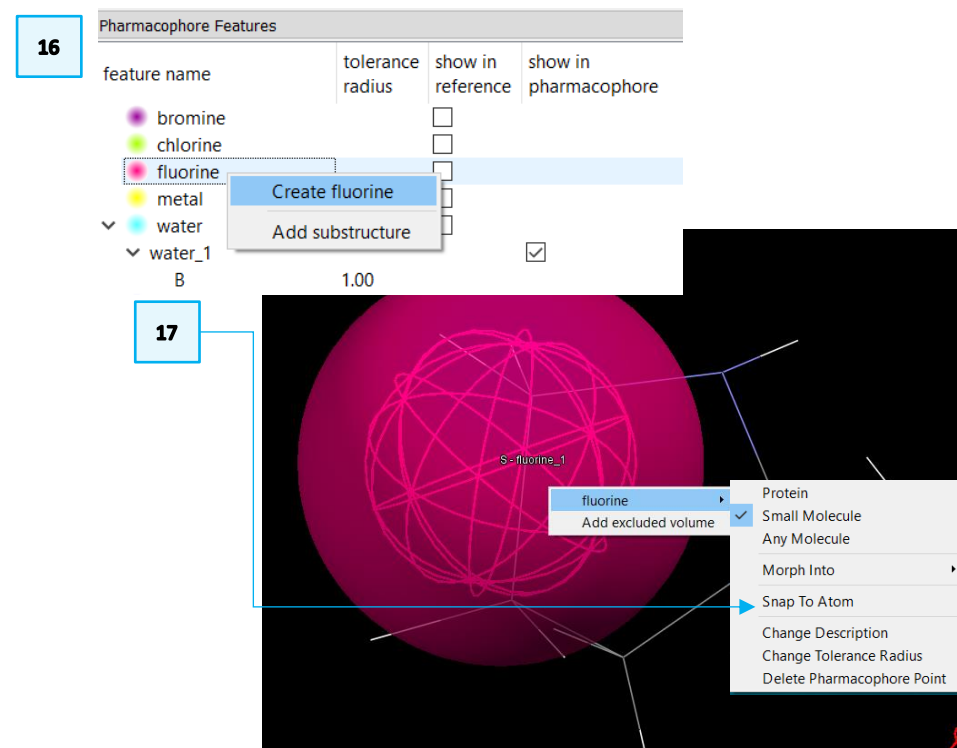 16
Pharmacophore Features
feature name
tolerance radius
show in reference
show in pharmacophore
bromine
chlorine
fluorine
Create fluorine
metal
water
Add substructure
water_1
B 1.00
17
S - fluorine_1
fluorine
Add excluded volume
Protein
Small Molecule
Any Molecule
Morph Into
Snap To Atom
Change Description
Change Tolerance Radius
Delete Pharmacophore Point